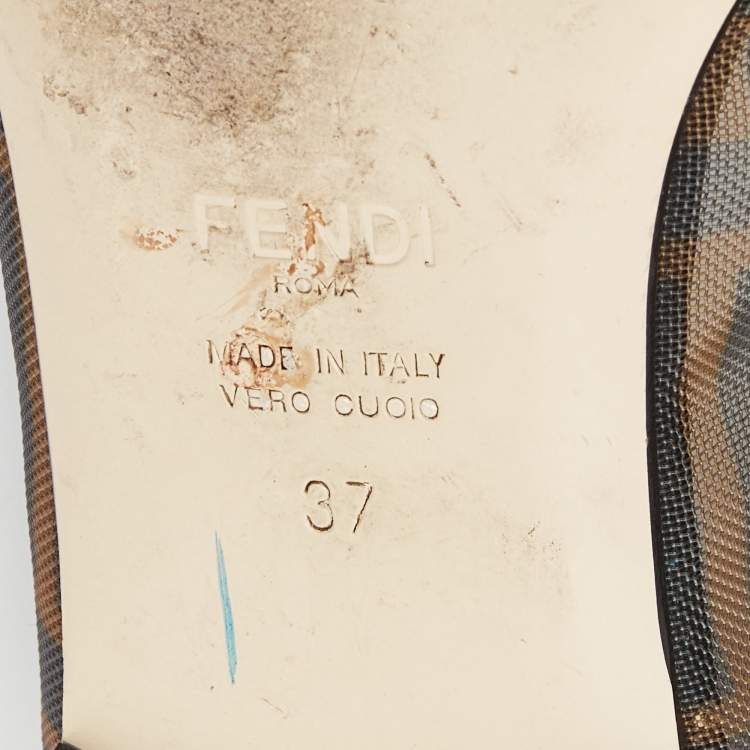 FENDI
ROMA
MADE IN ITALY
VERO CUOIO
37